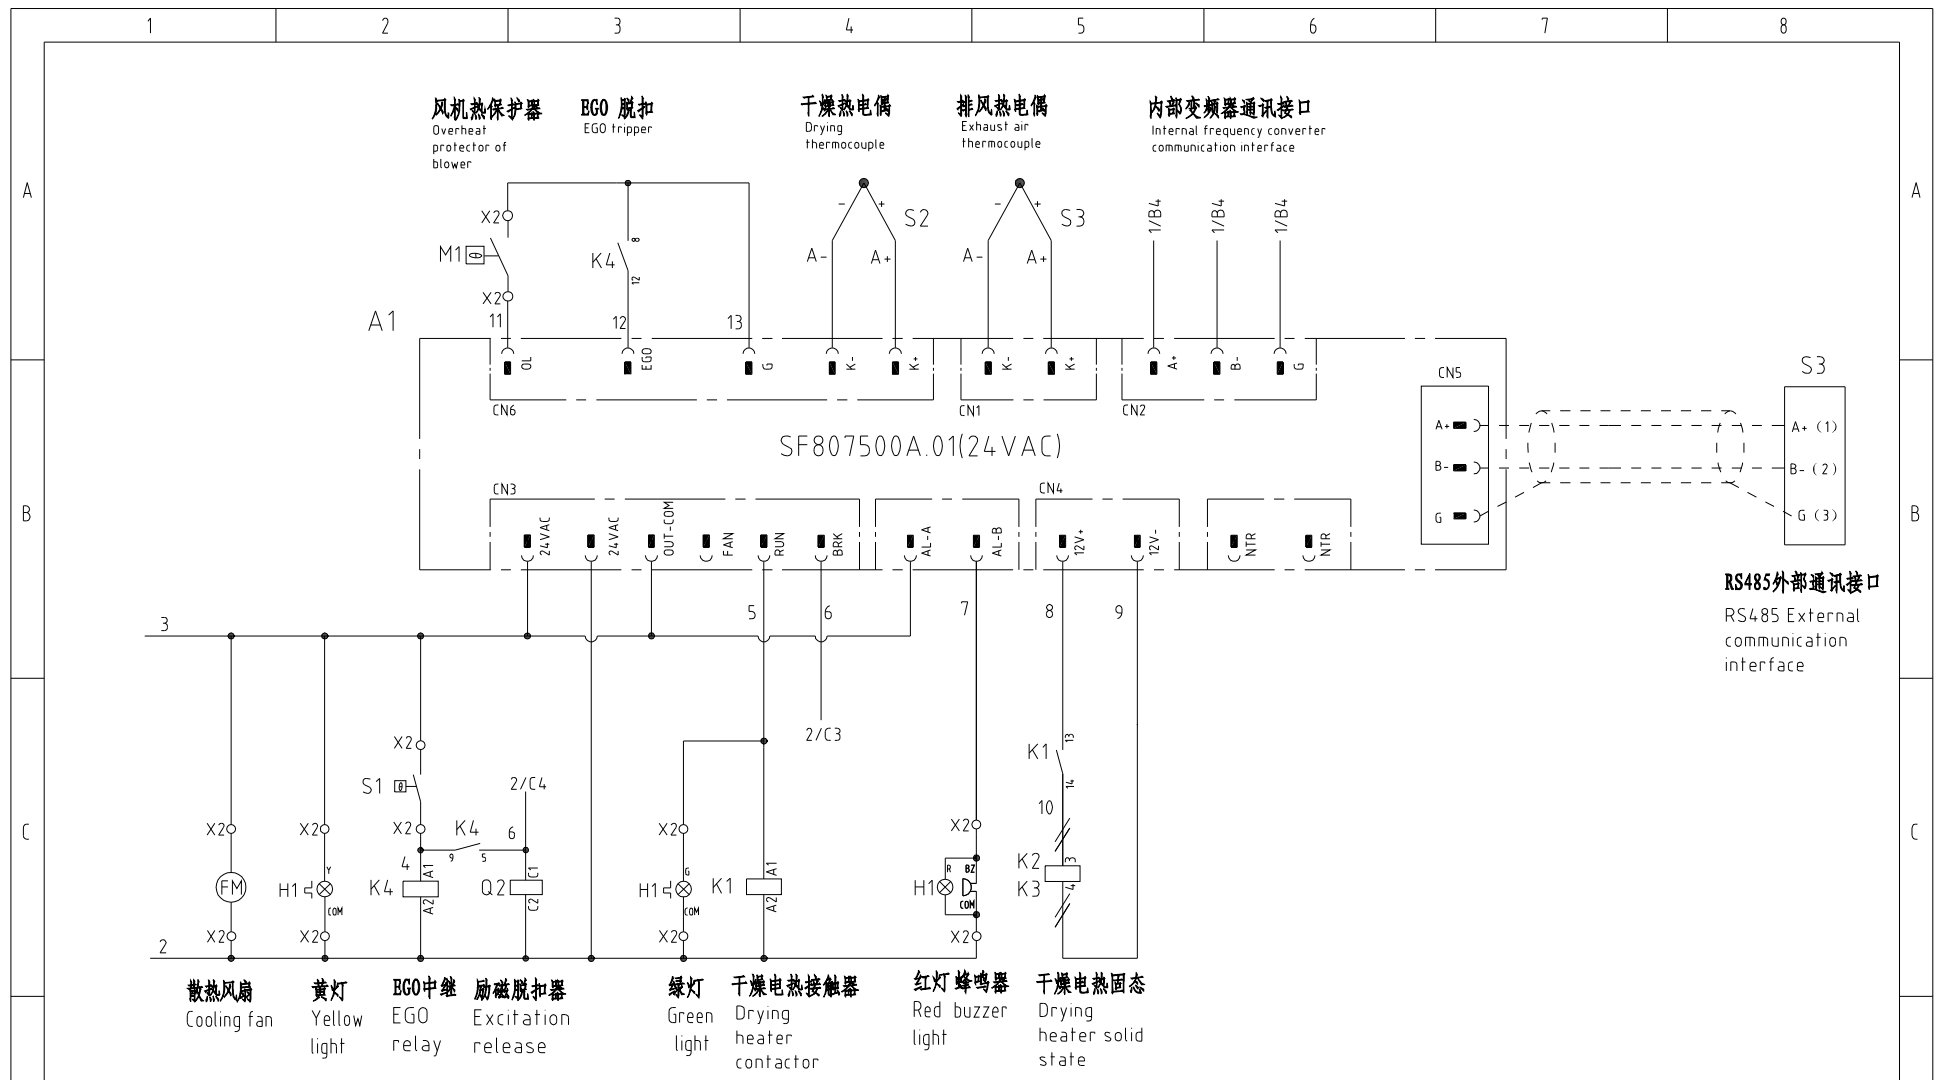 1 2 3 4 5 6 7 8
风机热保护器
Overheat
protector of
blower
EGO 脱扣
EGO tripper
干燥热电偶
Drying
thermocouple
排风热电偶
Exhaust air
thermocouple
内部变频器通讯接口
Internal frequency converter
communication interface
A A
X2
M1 θ
X2
K4 8 12
- + S2
A- A+
- + S3
A- A+
1/B4 1/B4 1/B4
A1
11 12 13
OL EGO G K- K+
CN6
K- K+
CN1
A+ B- G
CN2
CN5
A+
B-
G
S3
A+ (1)
B- (2)
G (3)
SF807500A.01(24VAC)
B B
CN3
24VAC 24VAC OUT-COM FAN RUN BRK
AL-A AL-B
CN4
12V+ 12V-
NTR NTR
RS485外部通讯接口
RS485 External
communication
interface
3
5 6 7 8 9
2/C3
X2
S1 θ
X2
2/C4
K4
9 5
6
4
K1 13 14
10
C C
X2 X2 X2 X2
FM
H1 Y COM
K4 A1 A2
Q2 C1 C2
H1 G COM
K1 A1 A2
H1 R BZ COM
K2
K3
3 4
X2 X2 X2 X2
2
散热风扇
Cooling fan
黄灯
Yellow
light
EGO中继
EGO
relay
励磁脱扣器
Excitation
release
绿灯
Green
light
干燥电热接触器
Drying
heater
contactor
红灯 蜂鸣器
Red buzzer
light
干燥电热固态
Drying
heater solid
state